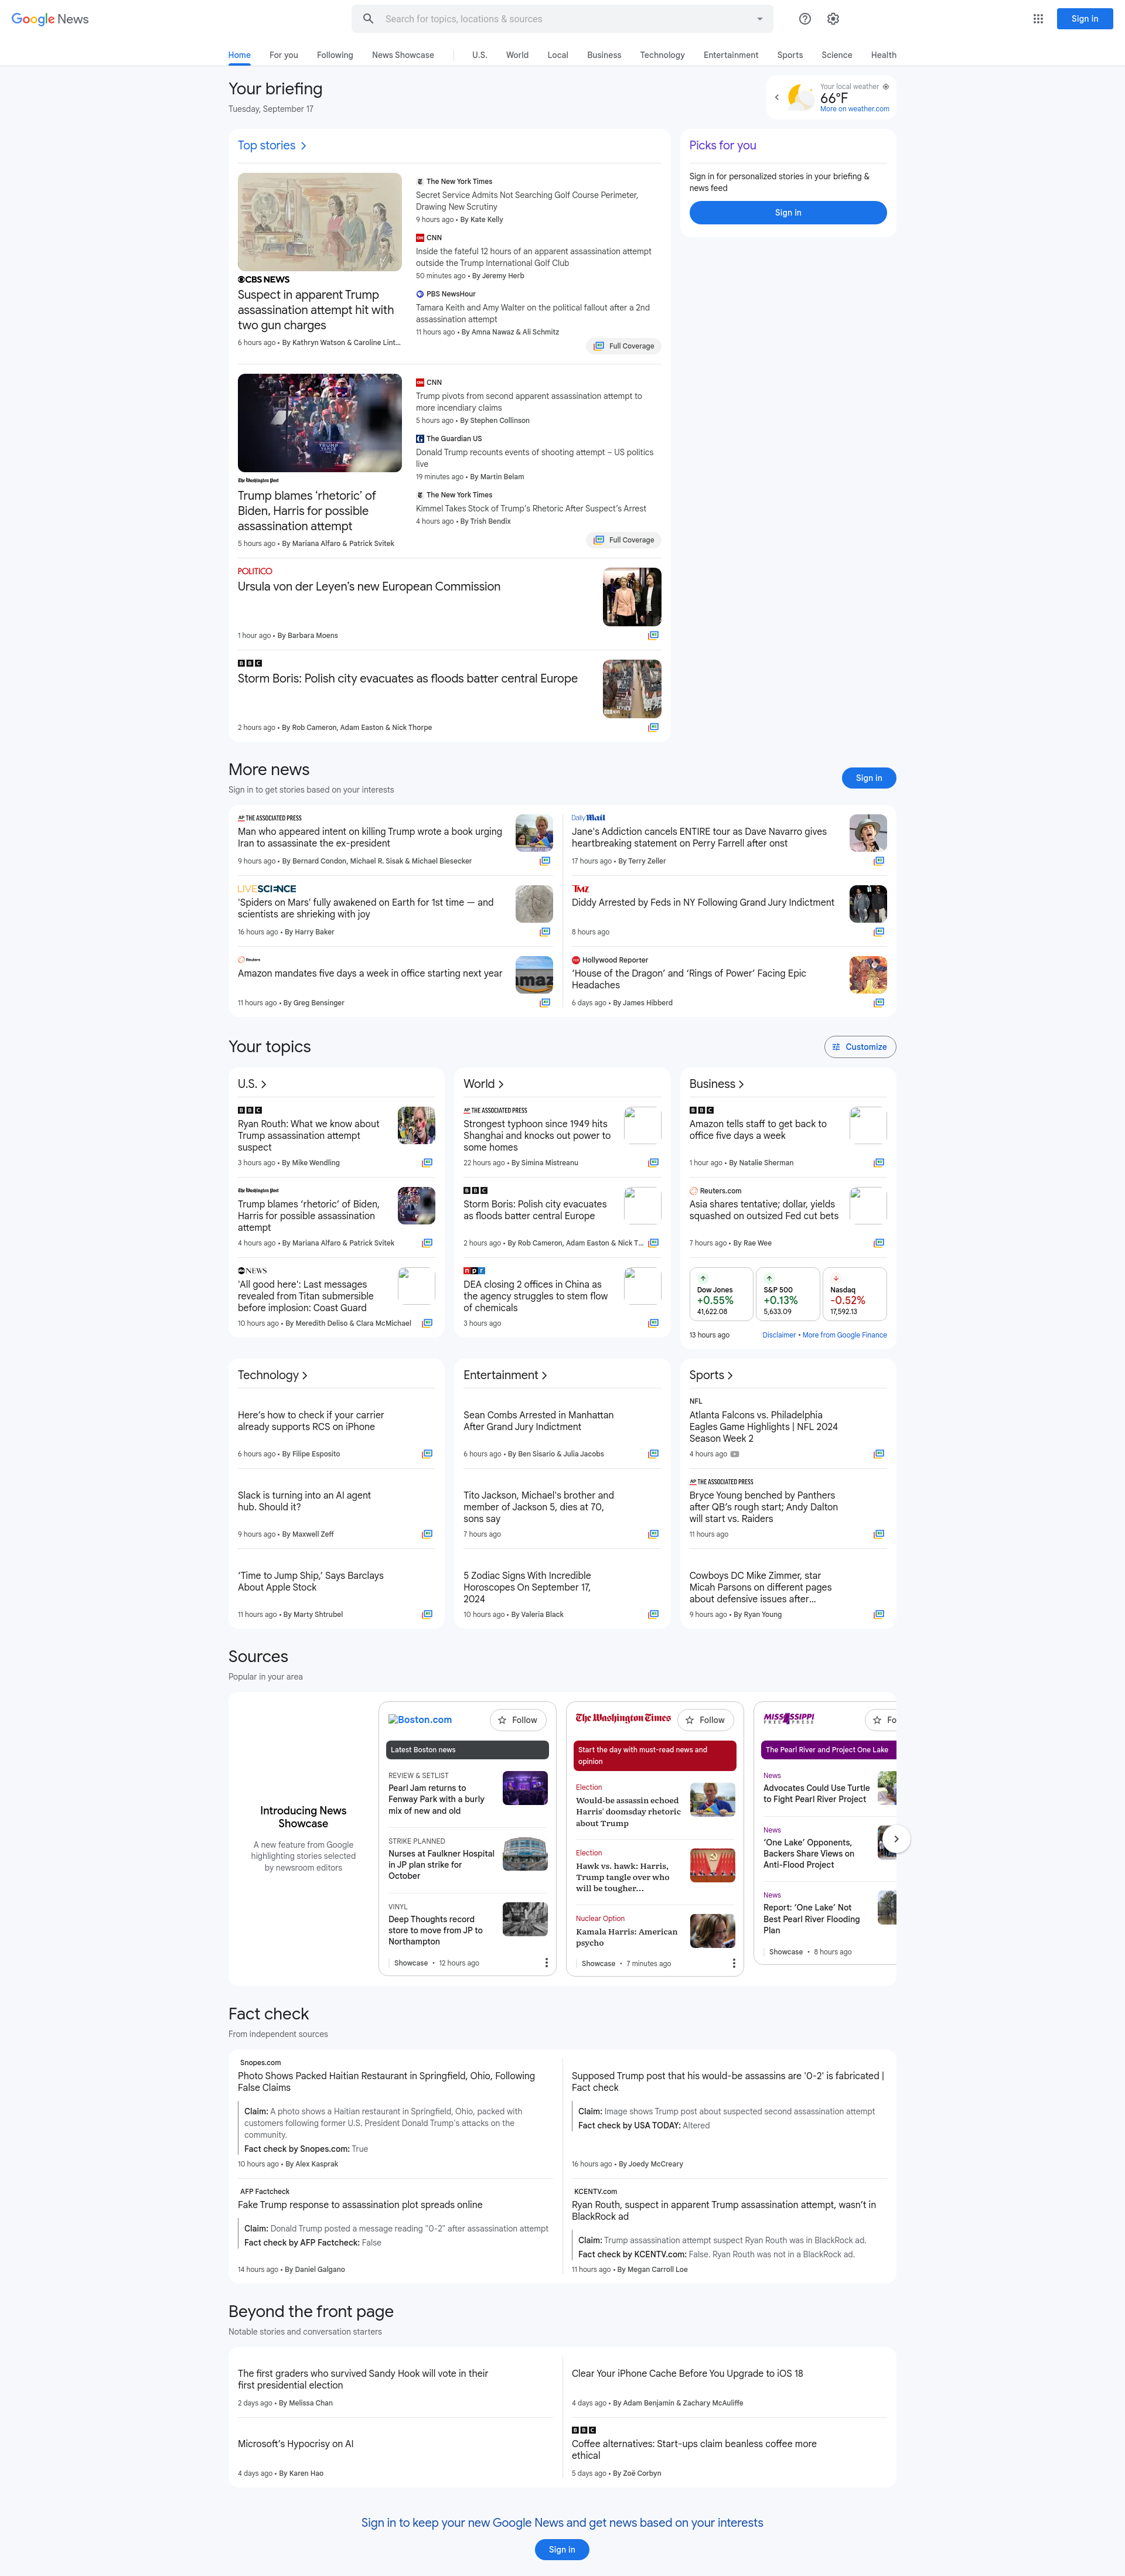 Google News
Search for topics, locations & sources
Sign in
Home For you Following News Showcase U.S. World Local Business Technology Entertainment Sports Science Health
Your briefing
Tuesday, September 17
Your local weather
66°F
More on weather.com
Top stories
CBS NEWS
Suspect in apparent Trump
assassination attempt hit with
two gun charges
6 hours ago • By Kathryn Watson & Caroline Lint...
The New York Times
Secret Service Admits Not Searching Golf Course Perimeter,
Drawing New Scrutiny
9 hours ago • By Kate Kelly
CNN
Inside the fateful 12 hours of an apparent assassination attempt
outside the Trump International Golf Club
50 minutes ago • By Jeremy Herb
PBS NewsHour
Tamara Keith and Amy Walter on the political fallout after a 2nd
assassination attempt
11 hours ago • By Amna Nawaz & Ali Schmitz
Full Coverage
Picks for you
Sign in for personalized stories in your briefing &
news feed
Sign in
The Washington Post
Trump blames 'rhetoric' of
Biden, Harris for possible
assassination attempt
5 hours ago • By Mariana Alfaro & Patrick Svitek
CNN
Trump pivots from second apparent assassination attempt to
more incendiary claims
5 hours ago • By Stephen Collinson
The Guardian US
Donald Trump recounts events of shooting attempt – US politics
live
19 minutes ago • By Martin Belam
The New York Times
Kimmel Takes Stock of Trump's Rhetoric After Suspect's Arrest
4 hours ago • By Trish Bendix
Full Coverage
POLITICO
Ursula von der Leyen's new European Commission
1 hour ago • By Barbara Moens
BBC
Storm Boris: Polish city evacuates as floods batter central Europe
2 hours ago • By Rob Cameron, Adam Easton & Nick Thorpe
More news
Sign in to get stories based on your interests
Sign in
AP THE ASSOCIATED PRESS
Man who appeared intent on killing Trump wrote a book urging
Iran to assassinate the ex-president
9 hours ago • By Bernard Condon, Michael R. Sisak & Michael Biesecker
LIVESCIENCE
'Spiders on Mars' fully awakened on Earth for 1st time — and
scientists are shrieking with joy
16 hours ago • By Harry Baker
Reuters
Amazon mandates five days a week in office starting next year
11 hours ago • By Greg Bensinger
Daily Mail
Jane's Addiction cancels ENTIRE tour as Dave Navarro gives
heartbreaking statement on Perry Farrell after onst
17 hours ago • By Terry Zeller
TMZ
Diddy Arrested by Feds in NY Following Grand Jury Indictment
8 hours ago
Hollywood Reporter
'House of the Dragon' and 'Rings of Power' Facing Epic
Headaches
6 days ago • By James Hibberd
Your topics
Customize
U.S.
BBC
Ryan Routh: What we know about
Trump assassination attempt
suspect
3 hours ago • By Mike Wendling
The Washington Post
Trump blames 'rhetoric' of Biden,
Harris for possible assassination
attempt
4 hours ago • By Mariana Alfaro & Patrick Svitek
abc NEWS
'All good here': Last messages
revealed from Titan submersible
before implosion: Coast Guard
10 hours ago • By Meredith Deliso & Clara McMichael
World
AP THE ASSOCIATED PRESS
Strongest typhoon since 1949 hits
Shanghai and knocks out power to
some homes
22 hours ago • By Simina Mistreanu
BBC
Storm Boris: Polish city evacuates
as floods batter central Europe
2 hours ago • By Rob Cameron, Adam Easton & Nick T...
npr
DEA closing 2 offices in China as
the agency struggles to stem flow
of chemicals
3 hours ago
Business
BBC
Amazon tells staff to get back to
office five days a week
1 hour ago • By Natalie Sherman
Reuters.com
Asia shares tentative; dollar, yields
squashed on outsized Fed cut bets
7 hours ago • By Rae Wee
Dow Jones
+0.55%
41,622.08
S&P 500
+0.13%
5,633.09
Nasdaq
-0.52%
17,592.13
13 hours ago
Disclaimer • More from Google Finance
Technology
Here's how to check if your carrier
already supports RCS on iPhone
6 hours ago • By Filipe Esposito
Slack is turning into an AI agent
hub. Should it?
9 hours ago • By Maxwell Zeff
'Time to Jump Ship,' Says Barclays
About Apple Stock
11 hours ago • By Marty Shtrubel
Entertainment
Sean Combs Arrested in Manhattan
After Grand Jury Indictment
6 hours ago • By Ben Sisario & Julia Jacobs
Tito Jackson, Michael's brother and
member of Jackson 5, dies at 70,
sons say
7 hours ago
5 Zodiac Signs With Incredible
Horoscopes On September 17,
2024
10 hours ago • By Valeria Black
Sports
NFL
Atlanta Falcons vs. Philadelphia
Eagles Game Highlights | NFL 2024
Season Week 2
4 hours ago
AP THE ASSOCIATED PRESS
Bryce Young benched by Panthers
after QB's rough start; Andy Dalton
will start vs. Raiders
11 hours ago
Cowboys DC Mike Zimmer, star
Micah Parsons on different pages
about defensive issues after...
9 hours ago • By Ryan Young
Sources
Popular in your area
Introducing News
Showcase
A new feature from Google
highlighting stories selected
by newsroom editors
Boston.com
Follow
Latest Boston news
REVIEW & SETLIST
Pearl Jam returns to
Fenway Park with a burly
mix of new and old
STRIKE PLANNED
Nurses at Faulkner Hospital
in JP plan strike for
October
VINYL
Deep Thoughts record
store to move from JP to
Northampton
Showcase • 12 hours ago
The Washington Times
Follow
Start the day with must-read news and
opinion
Election
Would-be assassin echoed
Harris' doomsday rhetoric
about Trump
Election
Hawk vs. hawk: Harris,
Trump tangle over who
will be tougher...
Nuclear Option
Kamala Harris: American
psycho
Showcase • 7 minutes ago
MISSISSIPPI
FREE PRESS
Fo
The Pearl River and Project One Lake
News
Advocates Could Use Turtle
to Fight Pearl River Project
News
'One Lake' Opponents,
Backers Share Views on
Anti-Flood Project
News
Report: 'One Lake' Not
Best Pearl River Flooding
Plan
Showcase • 8 hours ago
Fact check
From independent sources
Snopes.com
Photo Shows Packed Haitian Restaurant in Springfield, Ohio, Following
False Claims
Claim: A photo shows a Haitian restaurant in Springfield, Ohio, packed with
customers following former U.S. President Donald Trump's attacks on the
community.
Fact check by Snopes.com: True
10 hours ago • By Alex Kasprak
Supposed Trump post that his would-be assassins are '0-2' is fabricated |
Fact check
Claim: Image shows Trump post about suspected second assassination attempt
Fact check by USA TODAY: Altered
16 hours ago • By Joedy McCreary
AFP Factcheck
Fake Trump response to assassination plot spreads online
Claim: Donald Trump posted a message reading "0-2" after assassination attempt
Fact check by AFP Factcheck: False
14 hours ago • By Daniel Galgano
KCENTV.com
Ryan Routh, suspect in apparent Trump assassination attempt, wasn't in
BlackRock ad
Claim: Trump assassination attempt suspect Ryan Routh was in BlackRock ad.
Fact check by KCENTV.com: False. Ryan Routh was not in a BlackRock ad.
11 hours ago • By Megan Carroll Loe
Beyond the front page
Notable stories and conversation starters
The first graders who survived Sandy Hook will vote in their
first presidential election
2 days ago • By Melissa Chan
Clear Your iPhone Cache Before You Upgrade to iOS 18
4 days ago • By Adam Benjamin & Zachary McAuliffe
Microsoft's Hypocrisy on AI
4 days ago • By Karen Hao
BBC
Coffee alternatives: Start-ups claim beanless coffee more
ethical
5 days ago • By Zoë Corbyn
Sign in to keep your new Google News and get news based on your interests
Sign in